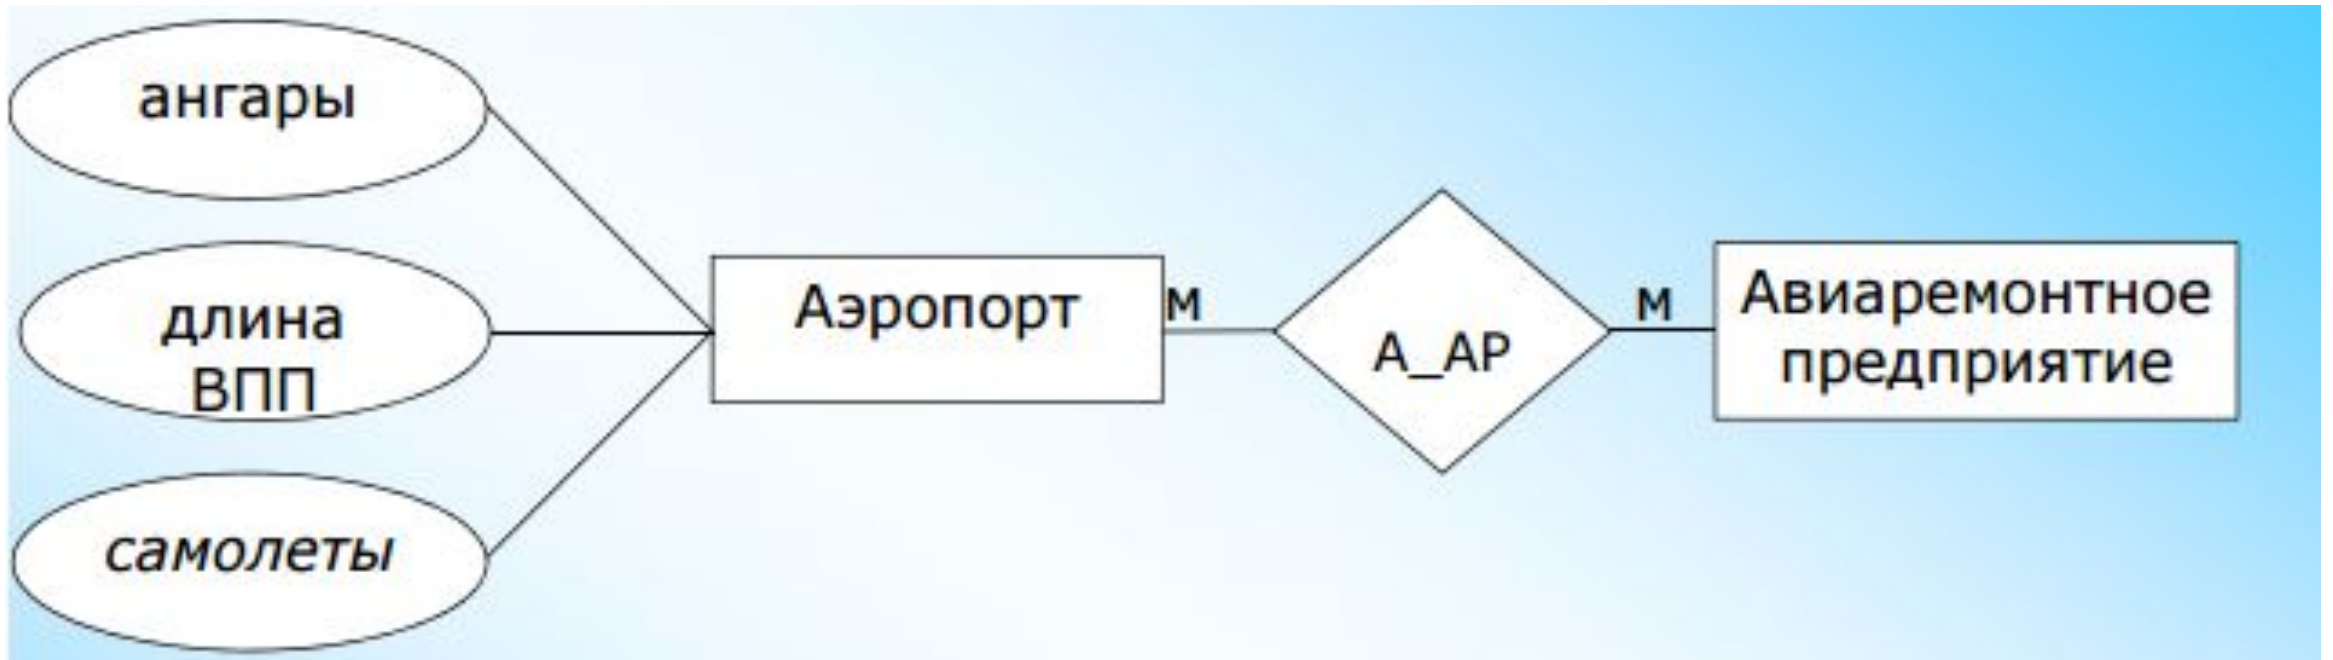 ангары
длина
ВПП
самолеты
Аэропорт
м
А_АР
м
Авиаремонтное
предприятие